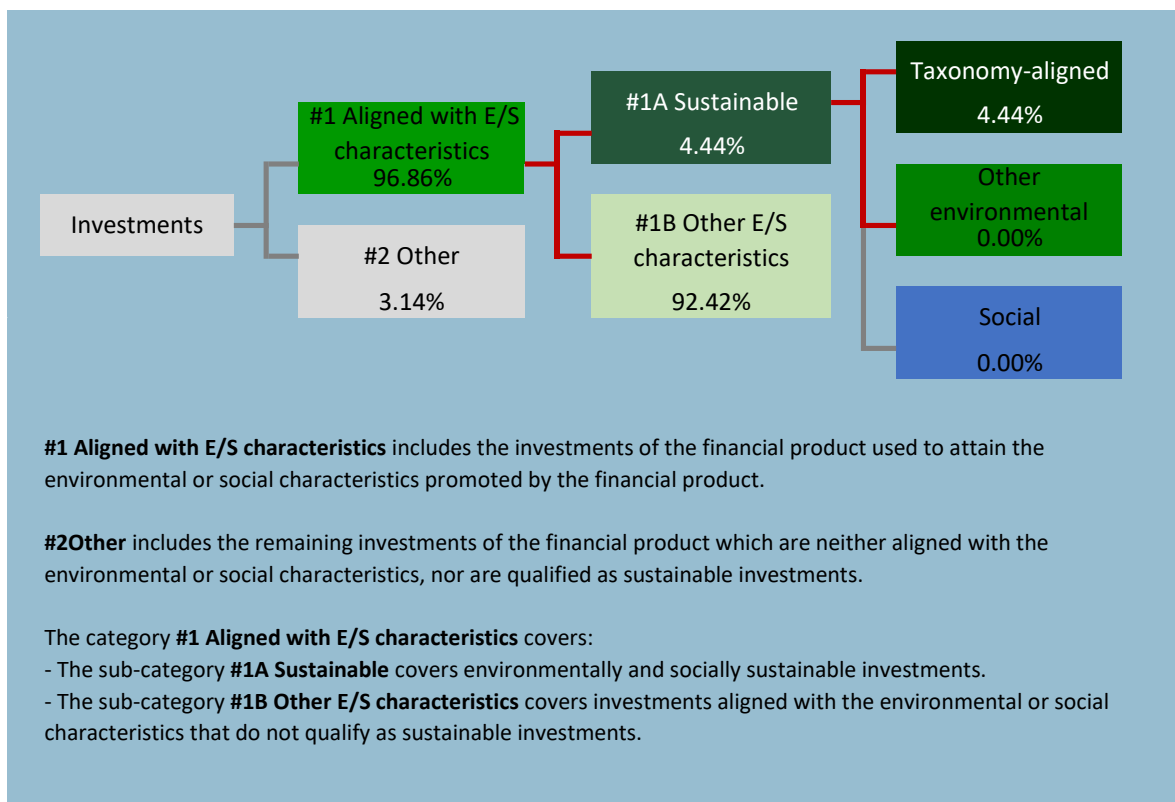 Investments
#1 Aligned with E/S
characteristics
96.86%
#2 Other
3.14%
#1A Sustainable
4.44%
#1B Other E/S
characteristics
92.42%
Taxonomy-aligned
4.44%
Other
environmental
0.00%
Social
0.00%
#1 Aligned with E/S characteristics includes the investments of the financial product used to attain the
environmental or social characteristics promoted by the financial product.
#2Other includes the remaining investments of the financial product which are neither aligned with the
environmental or social characteristics, nor are qualified as sustainable investments.
The category #1 Aligned with E/S characteristics covers:
- The sub-category #1A Sustainable covers environmentally and socially sustainable investments.
- The sub-category #1B Other E/S characteristics covers investments aligned with the environmental or social
characteristics that do not qualify as sustainable investments.